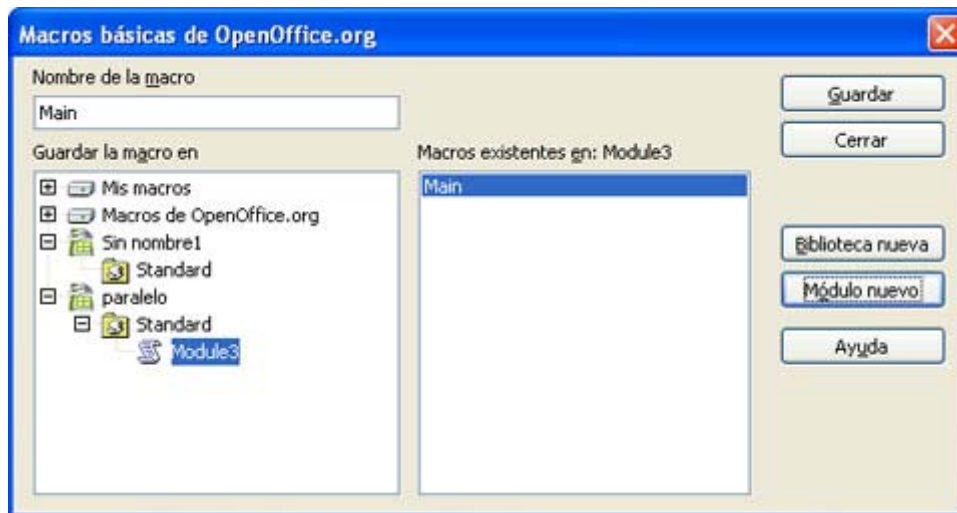 Macros básicas de OpenOffice.org
Nombre de la macro
Main
Guardar la macro en
Mis macros
Macros de OpenOffice.org
Sin nombre1
Standard
paralelo
Standard
Module3
Macros existentes en: Module3
Main
Guardar
Cerrar
Biblioteca nueva
Módulo nuevo
Ayuda